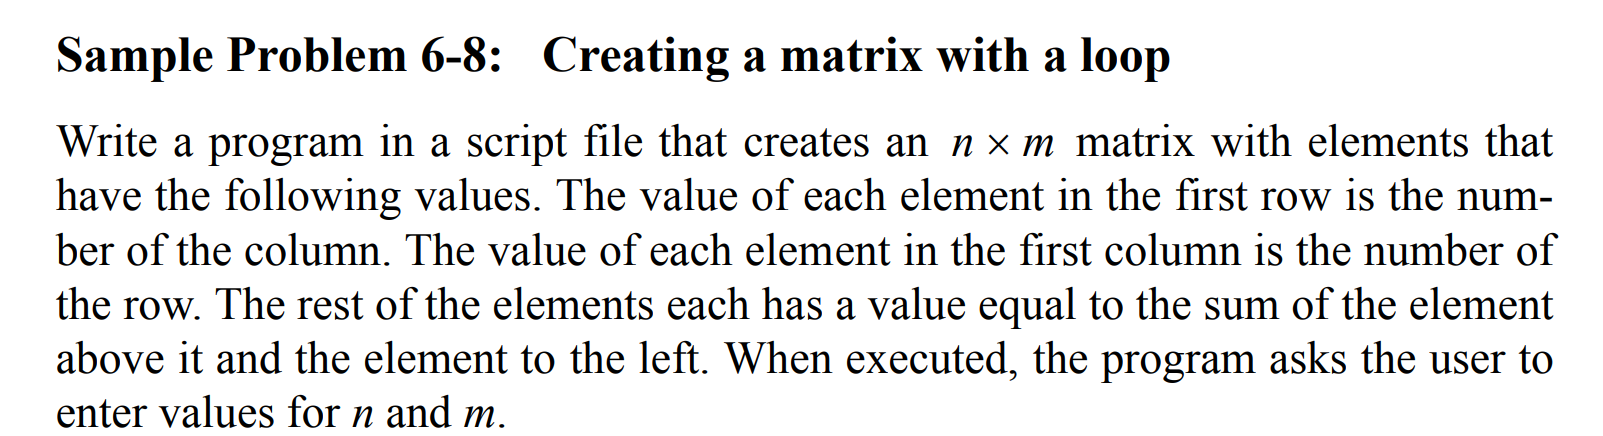 Sample Problem 6-8: Creating a matrix with a loop
Write a program in a script file that creates an n × m matrix with elements that
have the following values. The value of each element in the first row is the num-
ber of the column. The value of each element in the first column is the number of
the row. The rest of the elements each has a value equal to the sum of the element
above it and the element to the left. When executed, the program asks the user to
enter values for n and m.